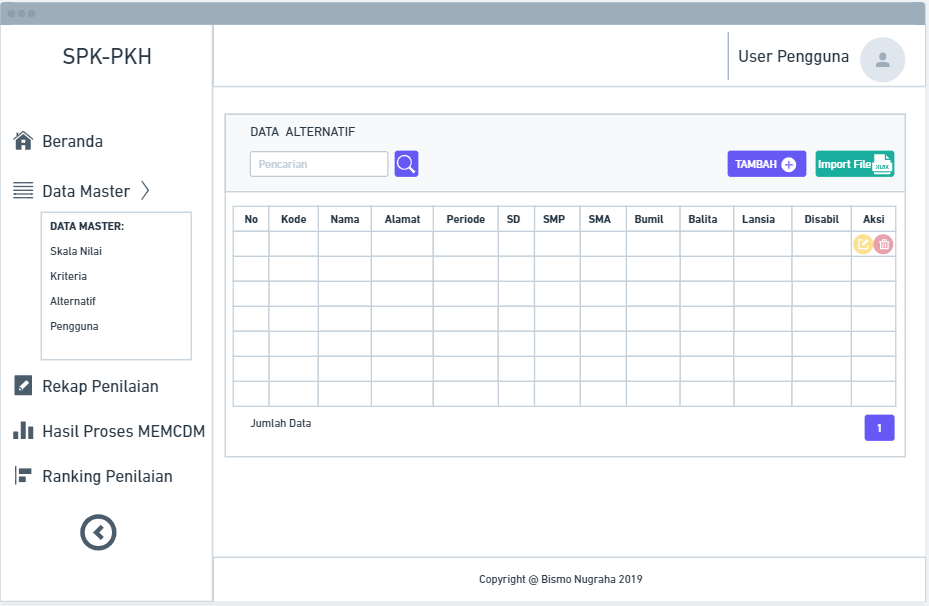 SPK-PKH
User Pengguna
Beranda
Data Master
DATA MASTER:
Skala Nilai
Kriteria
Alternatif
Pengguna
Rekap Penilaian
Hasil Proses MEMCDM
Ranking Penilaian
DATA ALTERNATIF
Pencarian
TAMBAH
Import File
XLSX
No Kode Nama Alamat Periode SD SMP SMA Bumil Balita Lansia Disabil Aksi
Jumlah Data
1
Copyright @ Bismo Nugraha 2019